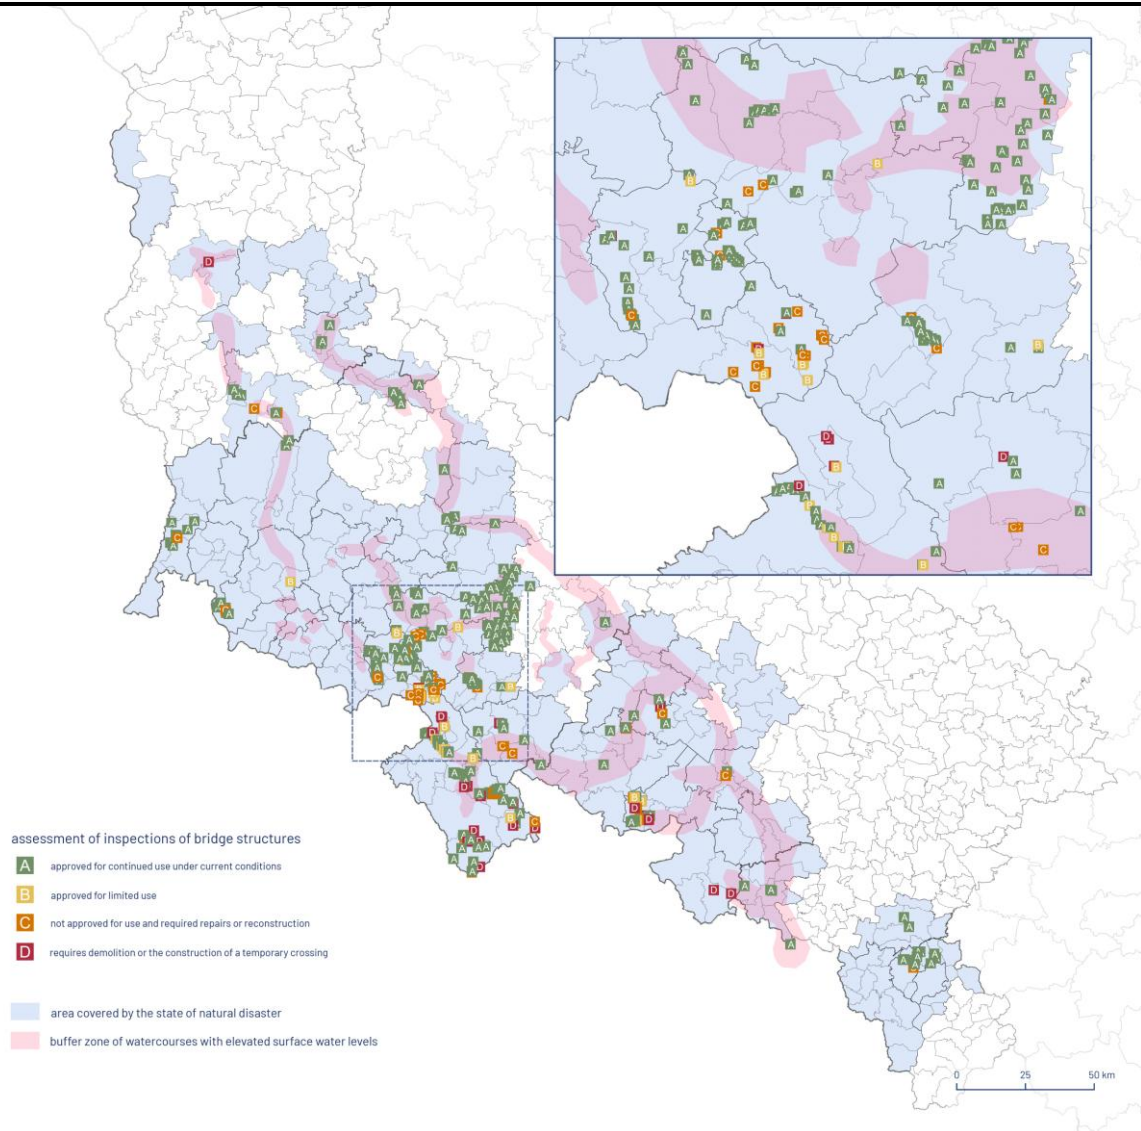 assessment of inspections of bridge structures
A approved for continued use under current conditions
B approved for limited use
C not approved for use and required repairs or reconstruction
D requires demolition or the construction of a temporary crossing
area covered by the state of natural disaster
buffer zone of watercourses with elevated surface water levels
0 25 50 km